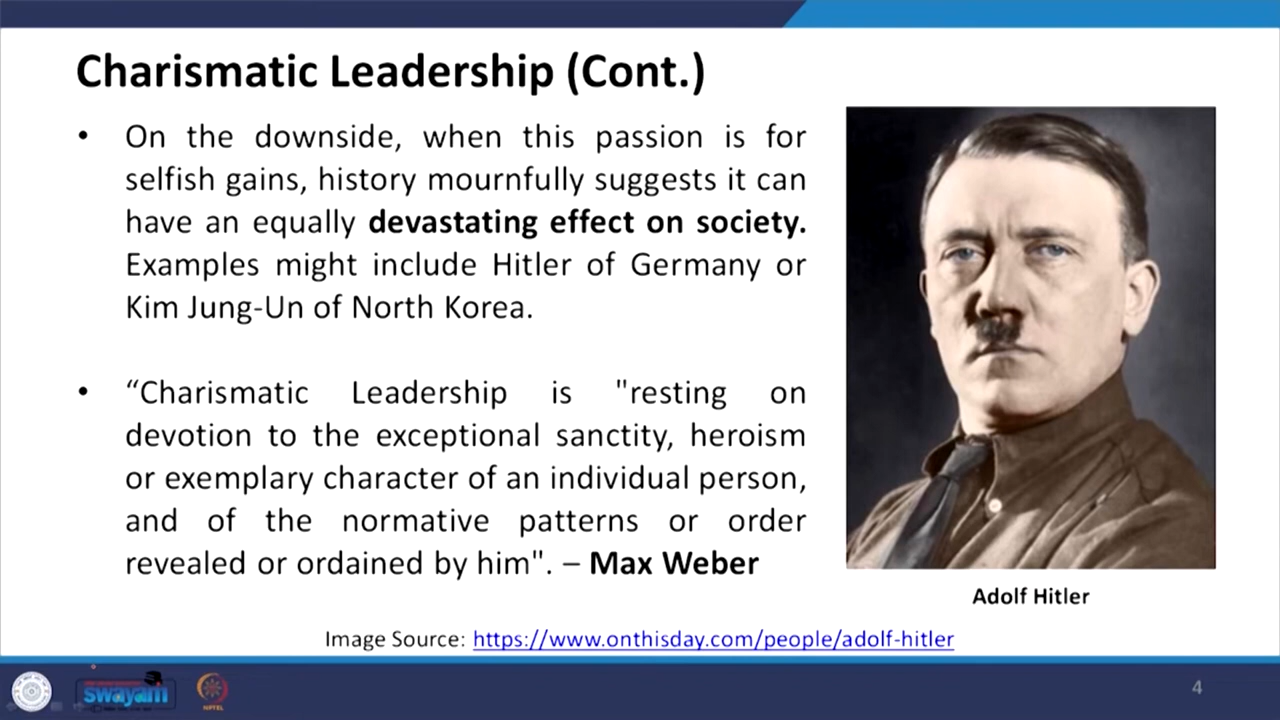 Charismatic Leadership (Cont.)
• On the downside, when this passion is for
selfish gains, history mournfully suggests it can
have an equally devastating effect on society.
Examples might include Hitler of Germany or
Kim Jung-Un of North Korea.
• “Charismatic Leadership is "resting on
devotion to the exceptional sanctity, heroism
or exemplary character of an individual person,
and of the normative patterns or order
revealed or ordained by him". – Max Weber
Adolf Hitler
Image Source: https://www.onthisday.com/people/adolf-hitler
swayam
NPTEL
4